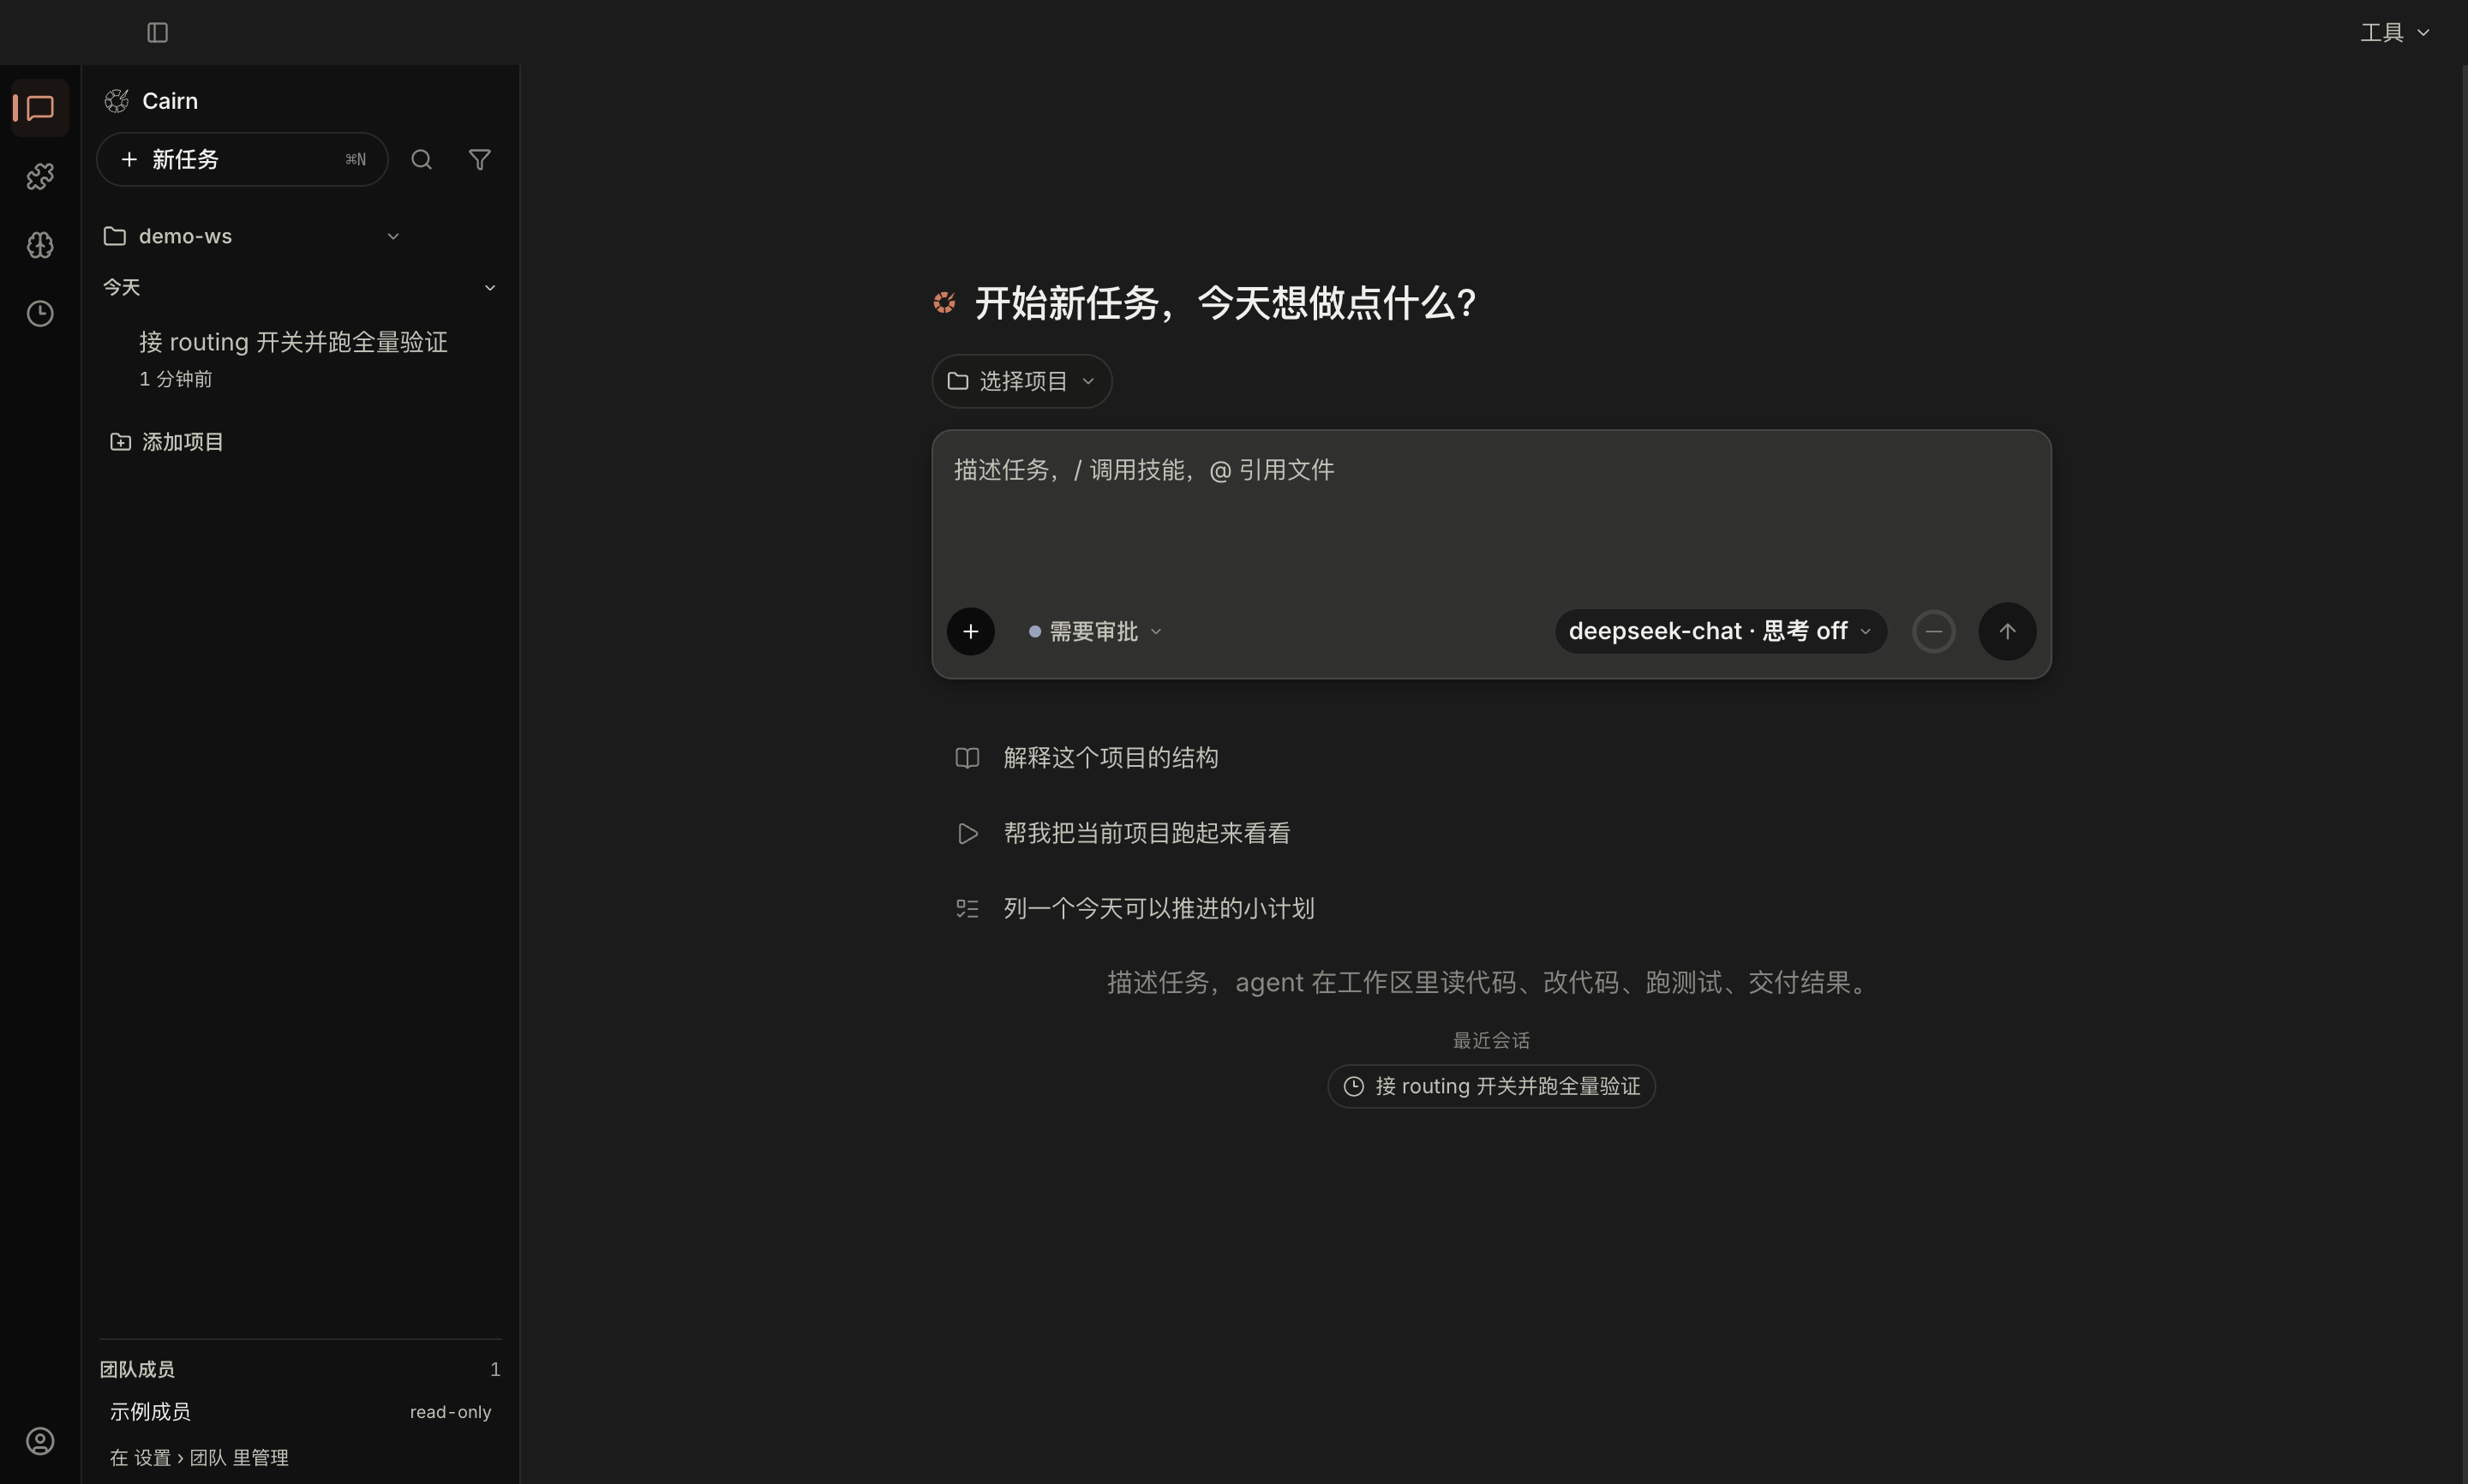 工具
Cairn
新任务 ⌘N
demo-ws
今天
接 routing 开关并跑全量验证
1 分钟前
添加项目
团队成员 1
示例成员 read-only
在 设置 › 团队 里管理
开始新任务，今天想做点什么？
选择项目
描述任务，/ 调用技能，@ 引用文件
需要审批
deepseek-chat · 思考 off
解释这个项目的结构
帮我把当前项目跑起来看看
列一个今天可以推进的小计划
描述任务，agent 在工作区里读代码、改代码、跑测试、交付结果。
最近会话
接 routing 开关并跑全量验证